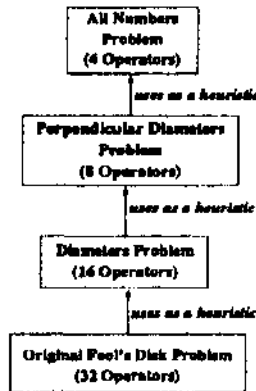 All Numbers
Problem
(4 Operators)
uses as a heuristic
Perpendicular Diameters
Problem
(8 Operators)
uses as a heuristic
Diameters Problem
(16 Operators)
uses as a heuristic
Original Fool's Disk Problem
(32 Operators)